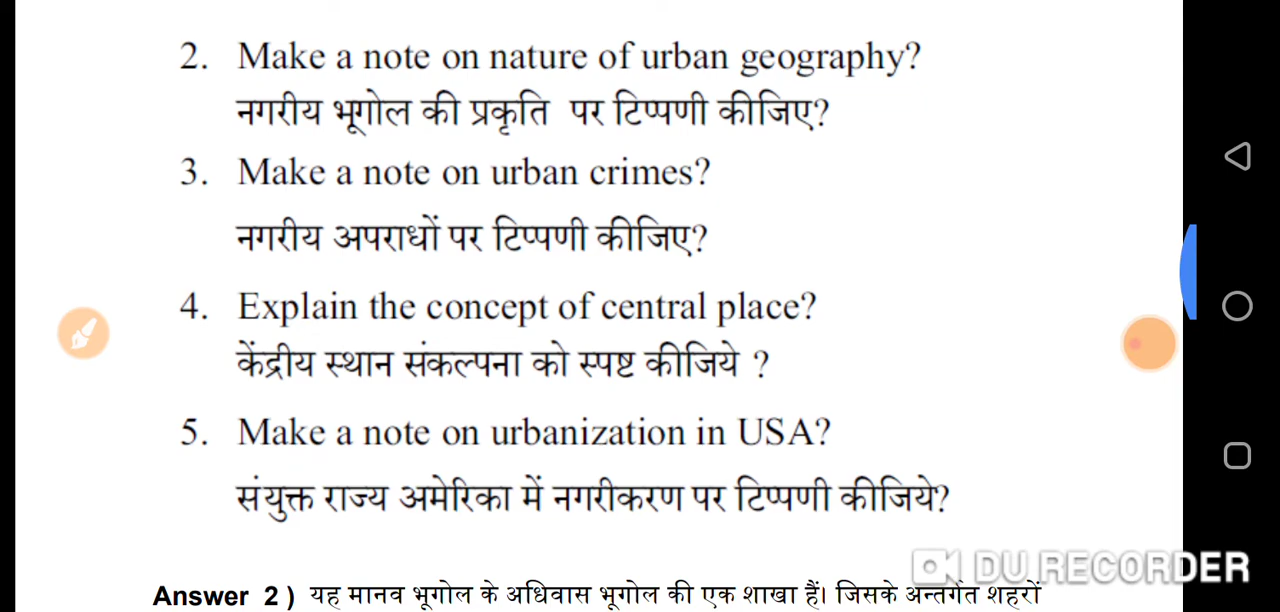 2. Make a note on nature of urban geography?
नगरीय भूगोल की प्रकृति पर टिप्पणी कीजिए?
3. Make a note on urban crimes?
नगरीय अपराधों पर टिप्पणी कीजिए?
4. Explain the concept of central place?
केंद्रीय स्थान संकल्पना को स्पष्ट कीजिये ?
5. Make a note on urbanization in USA?
संयुक्त राज्य अमेरिका में नगरीकरण पर टिप्पणी कीजिये?
DU RECORDER
Answer 2 ) यह मानव भूगोल के अधिवास भूगोल की एक शाखा हैं। जिसके अन्तर्गत शहरों